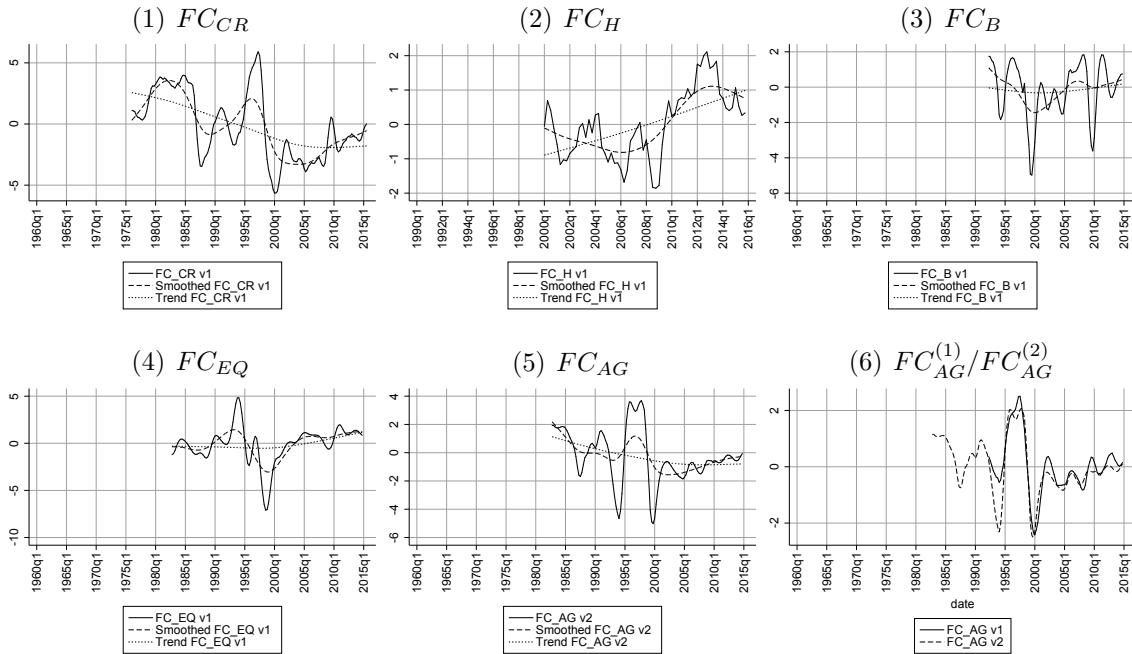 (1) FC_CR
(2) FC_H
(3) FC_B
5
0
-5
1960q1 1965q1 1970q1 1975q1 1980q1 1985q1 1990q1 1995q1 2000q1 2005q1 2010q1 2015q1
FC_CR v1
Smoothed FC_CR v1
Trend FC_CR v1
2
1
0
-1
-2
1990q1 1992q1 1994q1 1996q1 1998q1 2000q1 2002q1 2004q1 2006q1 2008q1 2010q1 2012q1 2014q1 2016q1
FC_H v1
Smoothed FC_H v1
Trend FC_H v1
2
0
-2
-4
-6
1960q1 1965q1 1970q1 1975q1 1980q1 1985q1 1990q1 1995q1 2000q1 2005q1 2010q1 2015q1
FC_B v1
Smoothed FC_B v1
Trend FC_B v1
(4) FC_EQ
(5) FC_AG
(6) FC_AG^(1)/FC_AG^(2)
5
0
-5
-10
1960q1 1965q1 1970q1 1975q1 1980q1 1985q1 1990q1 1995q1 2000q1 2005q1 2010q1 2015q1
FC_EQ v1
Smoothed FC_EQ v1
Trend FC_EQ v1
4
2
0
-2
-4
-6
1960q1 1965q1 1970q1 1975q1 1980q1 1985q1 1990q1 1995q1 2000q1 2005q1 2010q1 2015q1
FC_AG v2
Smoothed FC_AG v2
Trend FC_AG v2
2
0
-2
1960q1 1965q1 1970q1 1975q1 1980q1 1985q1 1990q1 1995q1 2000q1 2005q1 2010q1 2015q1
date
FC_AG v1
FC_AG v2